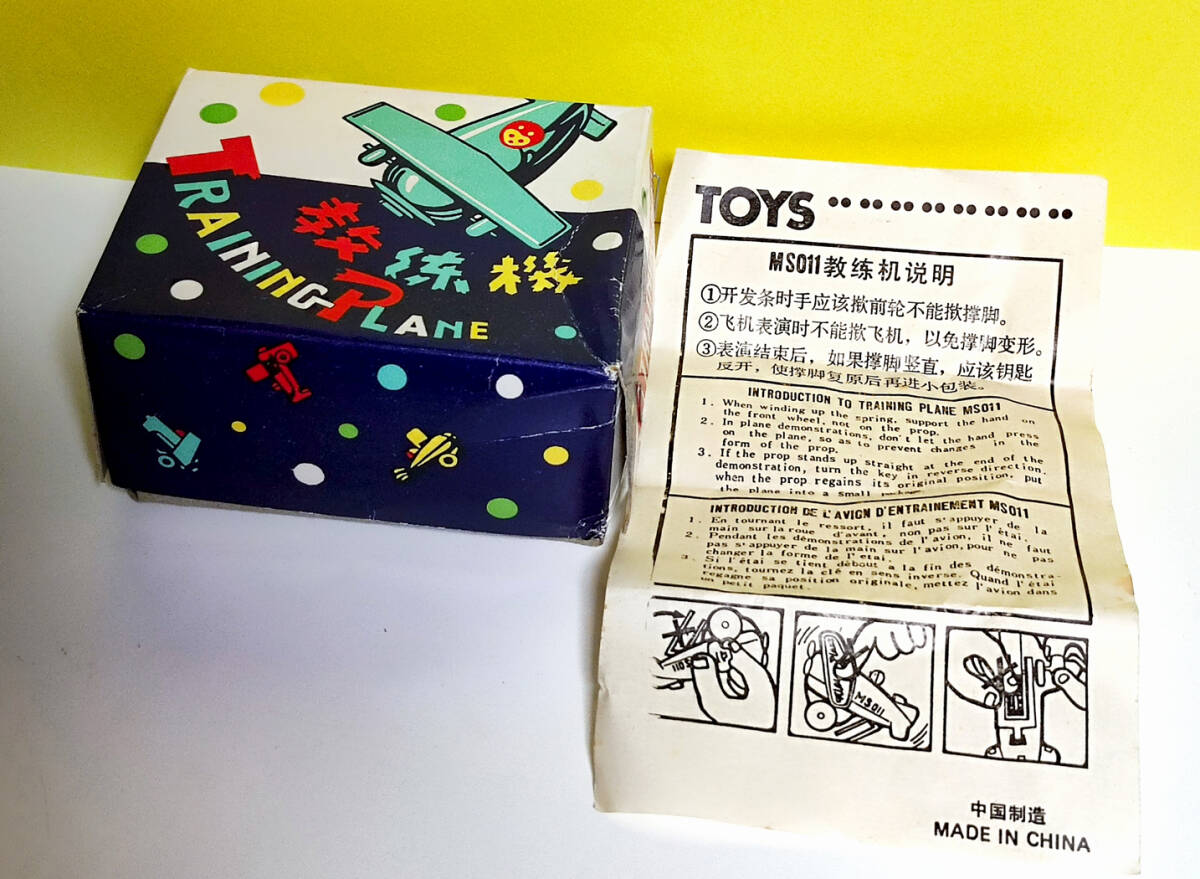 TRAINING PLANE
教练機
TOYS
MS011教练机说明
①开发条时手应该揿前轮不能揿撑脚。
②飞机表演时不能揿飞机，以免撑脚变形。
③表演结束后，如果撑脚竖直，应该钥匙
反开，使撑脚复原后再进小包装。
INTRODUCTION TO TRAINING PLANE MS011
1. When winding up the spring, support the hand on
the front wheel, not on the prop.
2. In plane demonstrations, don't let the hand press
on the plane, so as to prevent changes in the
form of the prop.
3. If the prop stands up straight at the end of the
demonstration, turn the key in reverse direction.
when the prop regains its original position, put
the plane into a small package
INTRODUCTION DE L'AVIGN D'ENTRAINEMENT MS011
1. En tournant le ressort, il faut s'appuyer de la
main sur la roue d'avant, non pas sur l'étai.
2. Pendant les démonstrations de l'avion, il ne faut
pas s'appuyer de la main sur l'avion, pour ne pas
changer la forme de l'etai.
3. Si l'étai se tient débout a la fin des démonstra-
tions, tournez la clé en sens inverse. Quand l'étai
regagne sa position originale, mettez l'avion dans
un petit paquet.
110S
MS011
中国制造
MADE IN CHINA